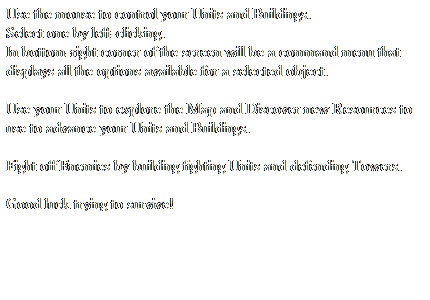 Use the mouse to control your Units and Buildings.
Select one by left clicking.
In bottom right corner of the screen will be a command menu that
displays all the options available for a selected object.
Use your Units to explore the Map and Discover new Resources to
use to advance your Units and Buildings.
Fight off Enemies by building fighting Units and defending Towers.
Good luck trying to survive!